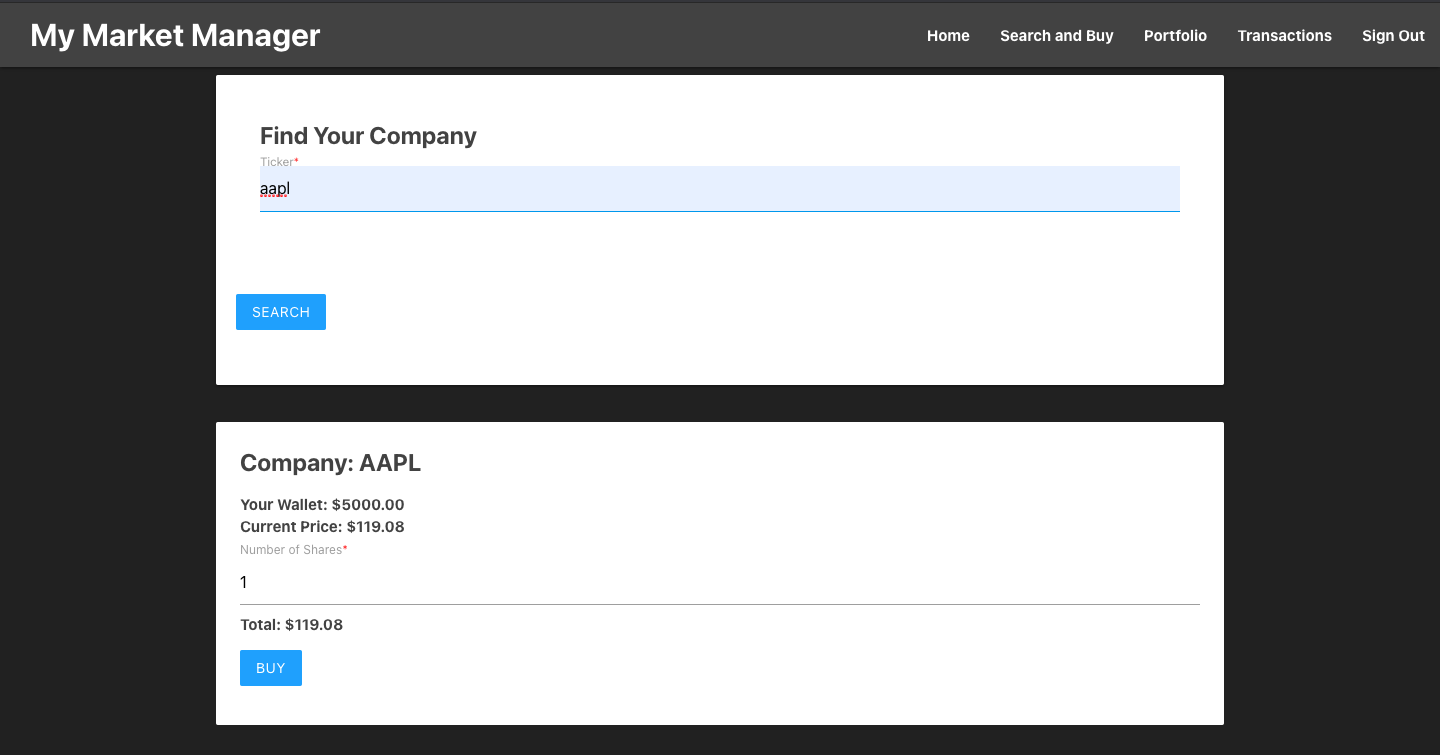 My Market Manager
Home Search and Buy Portfolio Transactions Sign Out
Find Your Company
Ticker*
aapl
SEARCH
Company: AAPL
Your Wallet: $5000.00
Current Price: $119.08
Number of Shares*
1
Total: $119.08
BUY